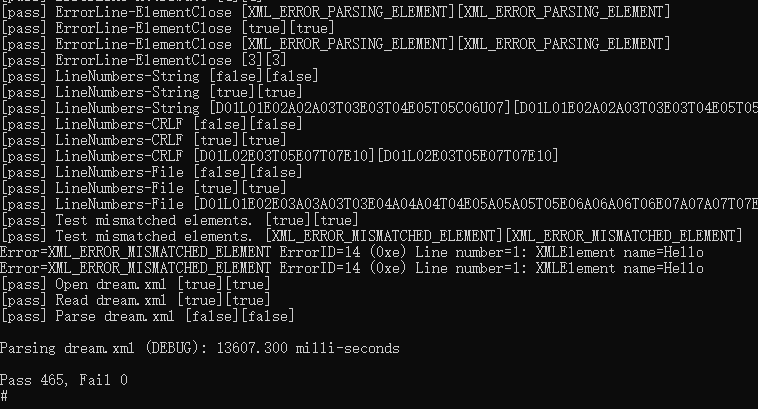 [pass] ErrorLine-ElementClose [XML_ERROR_PARSING_ELEMENT][XML_ERROR_PARSING_ELEMENT]
[pass] ErrorLine-ElementClose [true][true]
[pass] ErrorLine-ElementClose [XML_ERROR_PARSING_ELEMENT][XML_ERROR_PARSING_ELEMENT]
[pass] ErrorLine-ElementClose [3][3]
[pass] LineNumbers-String [false][false]
[pass] LineNumbers-String [true][true]
[pass] LineNumbers-String [D01L01E02A02A03T03E03T04E05T05C06U07][D01L01E02A02A03T03E03T04E05T05
[pass] LineNumbers-CRLF [false][false]
[pass] LineNumbers-CRLF [true][true]
[pass] LineNumbers-CRLF [D01L02E03T05E07T07E10][D01L02E03T05E07T07E10]
[pass] LineNumbers-File [false][false]
[pass] LineNumbers-File [true][true]
[pass] LineNumbers-File [D01L01E02E03A03A03T03E04A04A04T04E05A05A05T05E06A06A06T06E07A07A07T07E
[pass] Test mismatched elements. [true][true]
[pass] Test mismatched elements. [XML_ERROR_MISMATCHED_ELEMENT][XML_ERROR_MISMATCHED_ELEMENT]
Error=XML_ERROR_MISMATCHED_ELEMENT ErrorID=14 (0xe) Line number=1: XMLElement name=Hello
Error=XML_ERROR_MISMATCHED_ELEMENT ErrorID=14 (0xe) Line number=1: XMLElement name=Hello
[pass] Open dream.xml [true][true]
[pass] Read dream.xml [true][true]
[pass] Parse dream.xml [false][false]
Parsing dream.xml (DEBUG): 13607.300 milli-seconds
Pass 465, Fail 0
#